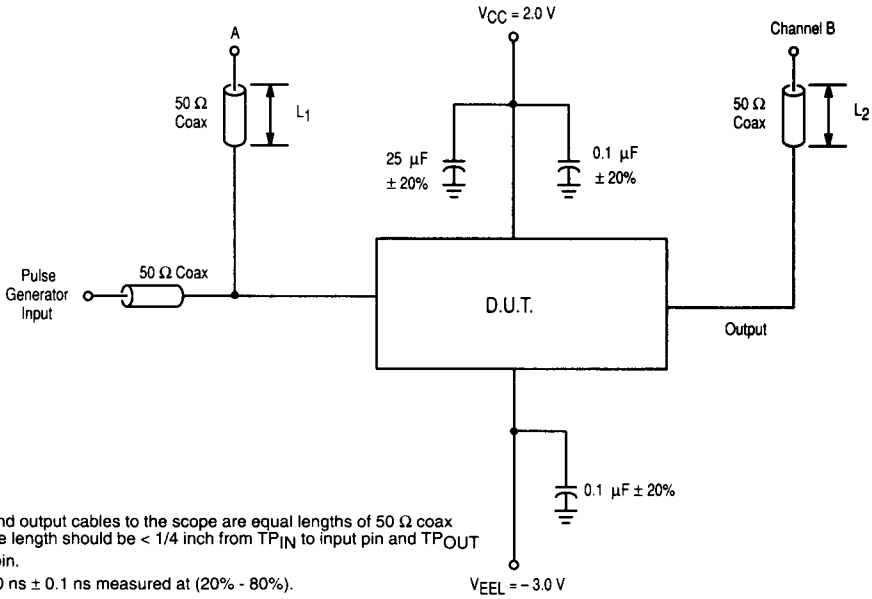 VCC = 2.0 V
A
Channel B
50 Ω
Coax
L1
25 μF
± 20%
0.1 μF
± 20%
50 Ω
Coax
L2
Pulse
Generator
Input
50 Ω Coax
D.U.T.
Output
0.1 μF ± 20%
nd output cables to the scope are equal lengths of 50 Ω coax
e length should be < 1/4 inch from TPIN to input pin and TPOUT
pin.
0 ns ± 0.1 ns measured at (20% - 80%).
VEEL = – 3.0 V